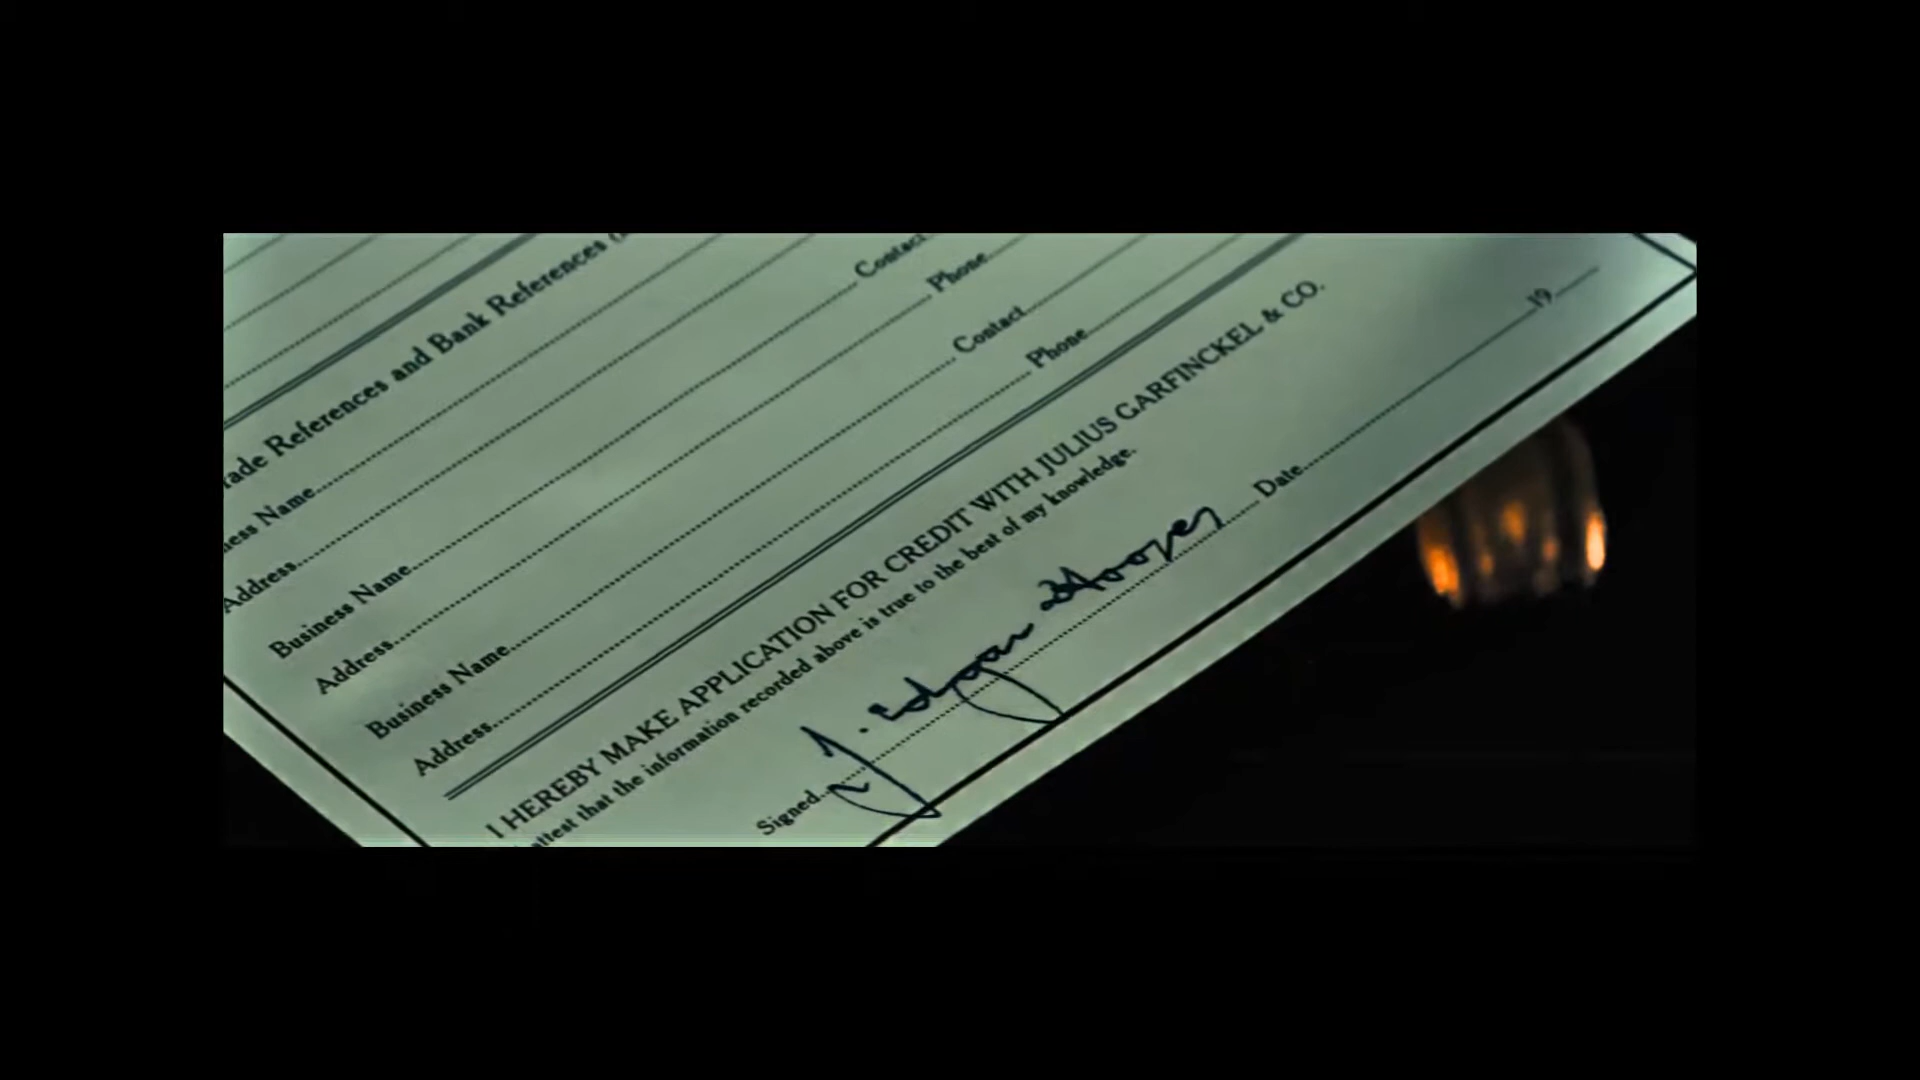 Trade References and Bank References
Business Name
Address
Contact
Phone
Business Name
Address
Contact
Phone
Business Name
Address
I HEREBY MAKE APPLICATION FOR CREDIT WITH JULIUS GARFINCKEL & CO.
attest that the information recorded above is true to the best of my knowledge.
Signed J. Edgar Hoover Date 19